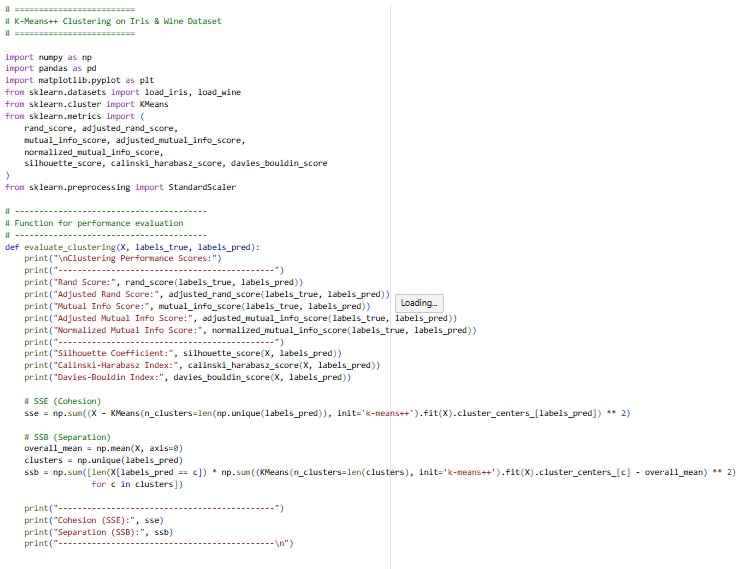 # =========================
# K-Means++ Clustering on Iris & Wine Dataset
# =========================

import numpy as np
import pandas as pd
import matplotlib.pyplot as plt
from sklearn.datasets import load_iris, load_wine
from sklearn.cluster import KMeans
from sklearn.metrics import (
    rand_score, adjusted_rand_score,
    mutual_info_score, adjusted_mutual_info_score,
    normalized_mutual_info_score,
    silhouette_score, calinski_harabasz_score, davies_bouldin_score
)
from sklearn.preprocessing import StandardScaler

# ----------------------------------------
# Function for performance evaluation
# ----------------------------------------
def evaluate_clustering(X, labels_true, labels_pred):
    print("\nClustering Performance Scores:")
    print("---------------------------------------------")
    print("Rand Score:", rand_score(labels_true, labels_pred))
    print("Adjusted Rand Score:", adjusted_rand_score(labels_true, labels_pred))
Loading...
    print("Mutual Info Score:", mutual_info_score(labels_true, labels_pred))
    print("Adjusted Mutual Info Score:", adjusted_mutual_info_score(labels_true, labels_pred))
    print("Normalized Mutual Info Score:", normalized_mutual_info_score(labels_true, labels_pred))
    print("---------------------------------------------")
    print("Silhouette Coefficient:", silhouette_score(X, labels_pred))
    print("Calinski-Harabasz Index:", calinski_harabasz_score(X, labels_pred))
    print("Davies-Bouldin Index:", davies_bouldin_score(X, labels_pred))

    # SSE (Cohesion)
    sse = np.sum((X - KMeans(n_clusters=len(np.unique(labels_pred)), init='k-means++').fit(X).cluster_centers_[labels_pred]) ** 2)

    # SSB (Separation)
    overall_mean = np.mean(X, axis=0)
    clusters = np.unique(labels_pred)
    ssb = np.sum([len(X[labels_pred == c]) * np.sum((KMeans(n_clusters=len(clusters), init='k-means++').fit(X).cluster_centers_[c] - overall_mean) ** 2)
                  for c in clusters])

    print("---------------------------------------------")
    print("Cohesion (SSE):", sse)
    print("Separation (SSB):", ssb)
    print("---------------------------------------------\n")